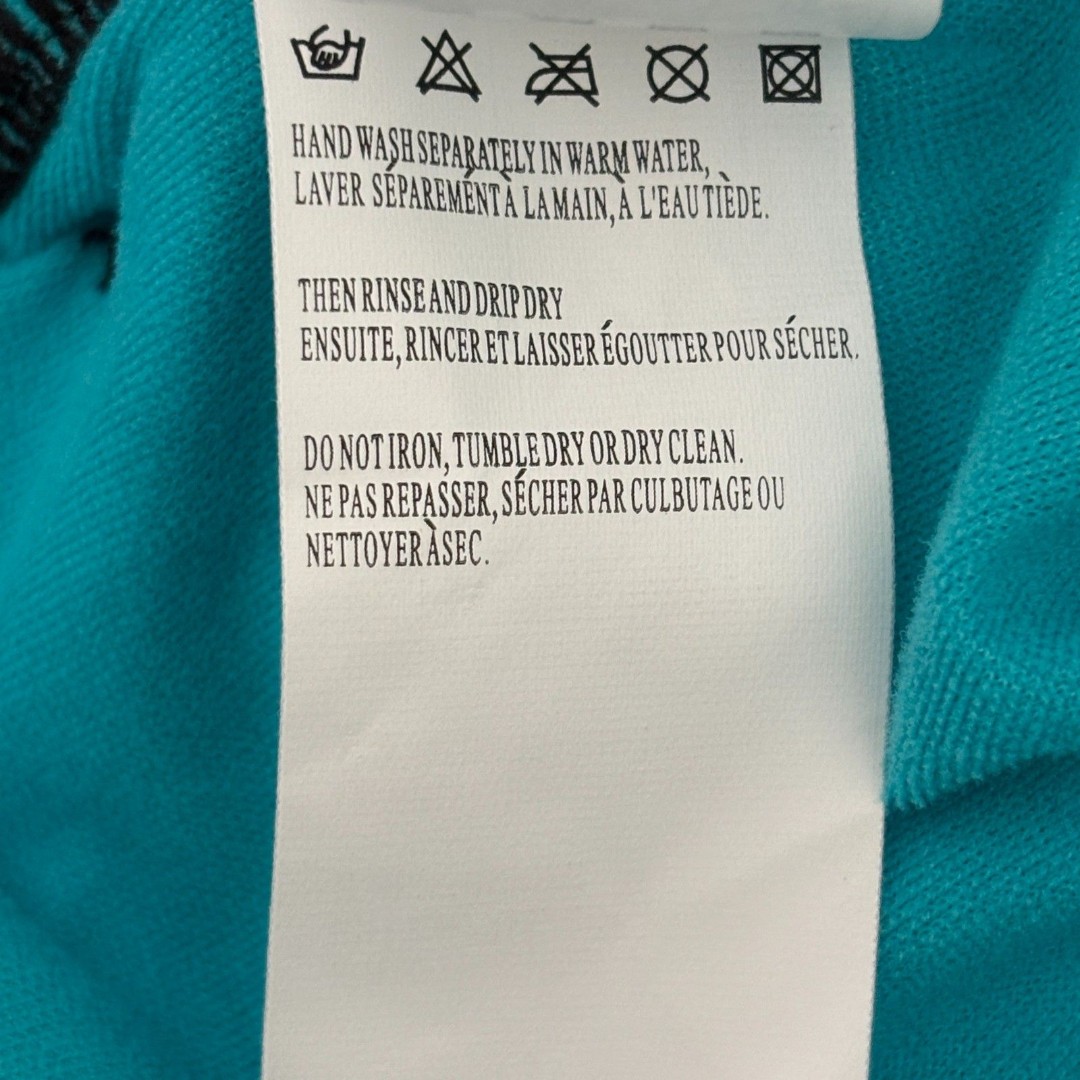 HAND WASH SEPARATELY IN WARM WATER,
LAVER SÉPARÉMÉNT À LA MAIN, À L'EAU TIÈDE.
THEN RINSE AND DRIP DRY
ENSUITE, RINCER ET LAISSER ÉGOUTTER POUR SÉCHER.
DO NOT IRON, TUMBLE DRY OR DRY CLEAN.
NE PAS REPASSER, SÉCHER PAR CULBUTAGE OU
NETTOYER À SEC.